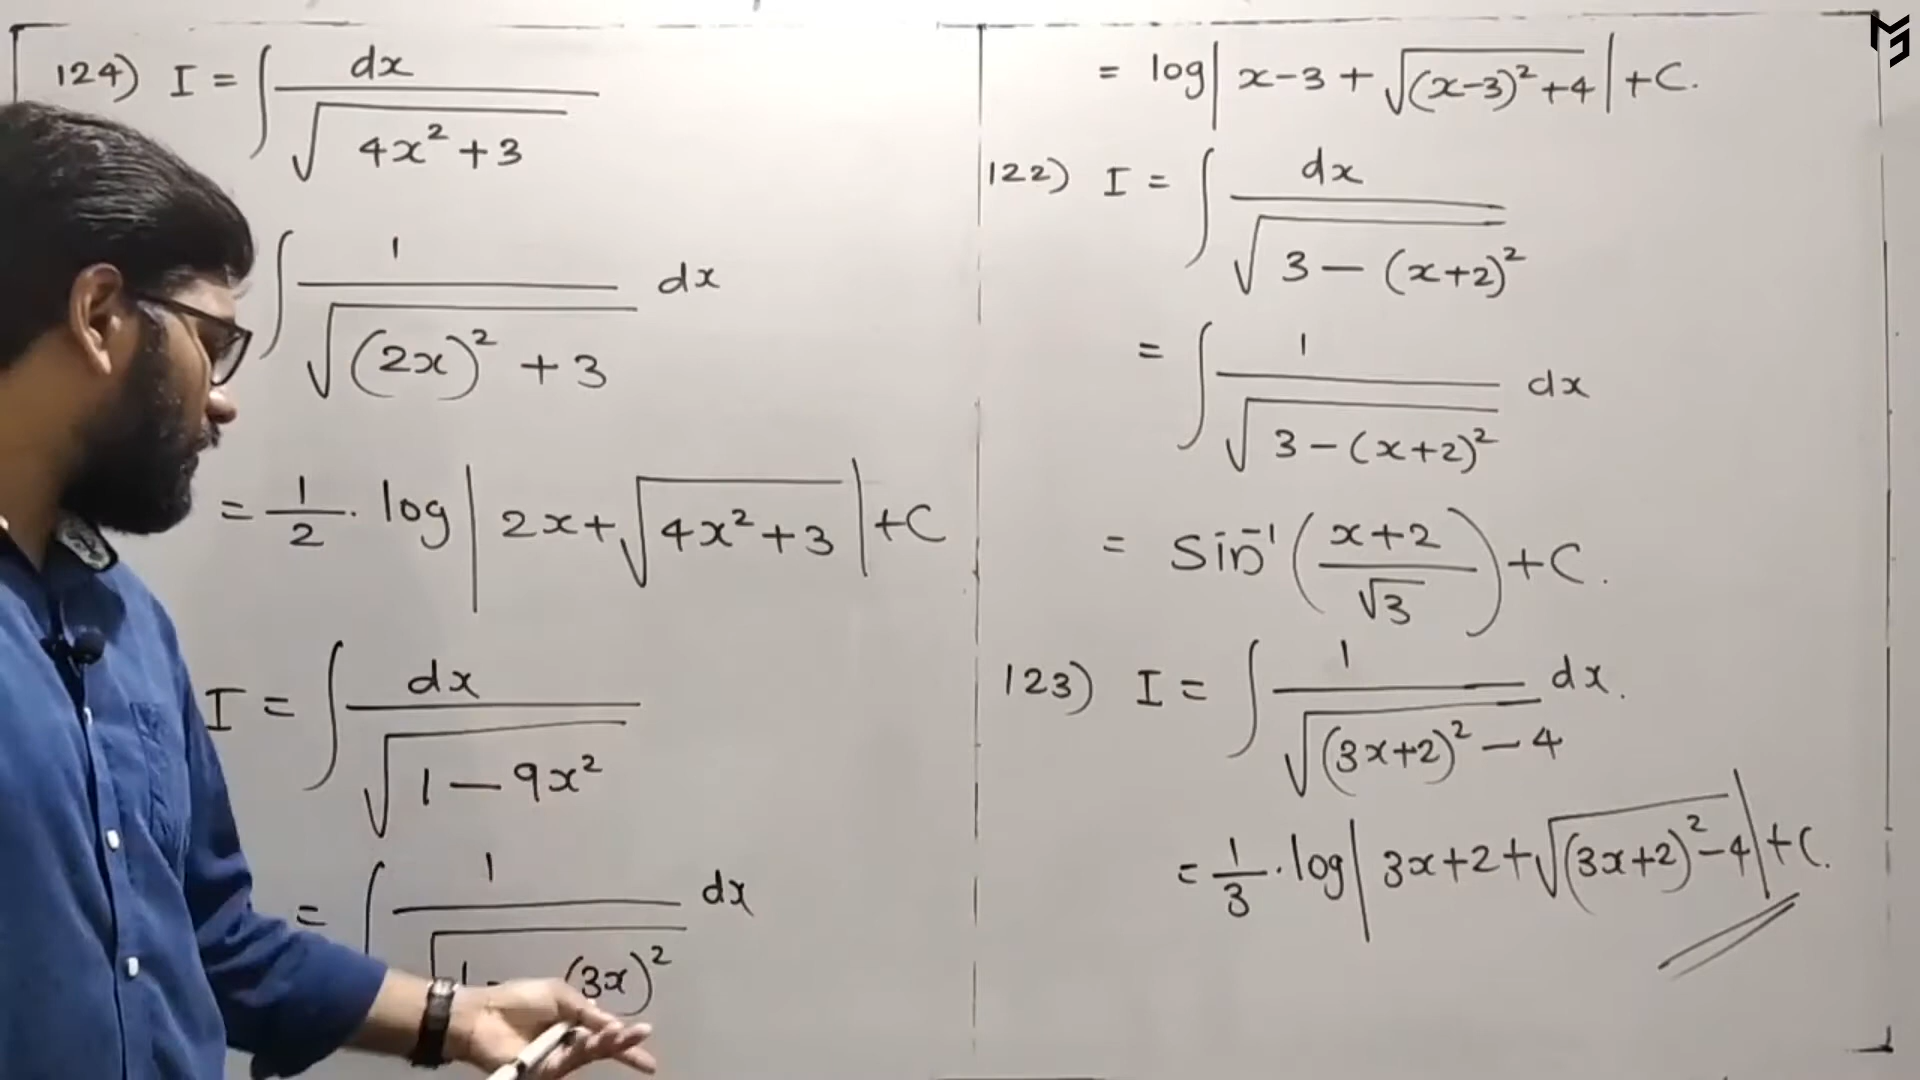 124) I = ∫ dx / √(4x² + 3)
∫ 1 / √((2x)² + 3) dx
= 1/2 . log | 2x + √(4x² + 3) | + C
I = ∫ dx / √(1 - 9x²)
= ∫ 1 / √(1 - (3x)²) dx
= log | x - 3 + √((x-3)² + 4) | + C.
122) I = ∫ dx / √(3 - (x+2)²)
= ∫ 1 / √(3 - (x+2)²) dx
= Sin⁻¹ ( x+2 / √3 ) + C.
123) I = ∫ 1 / √((3x+2)² - 4) dx.
= 1/3 . log | 3x+2 + √((3x+2)² - 4) | + C.